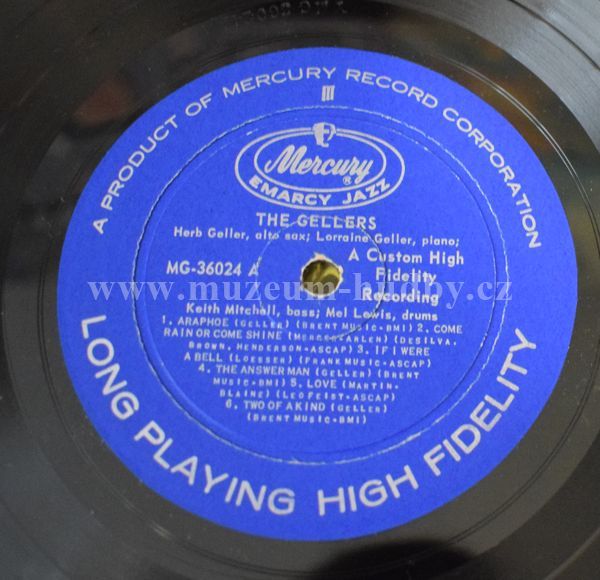 A PRODUCT OF MERCURY RECORD CORPORATION
III
Mercury ®
EMARCY JAZZ
THE GELLERS
Herb Geller, alto sax; Lorraine Geller, piano;
A Custom High
MG-36024 A Fidelity
Recording
www.muzeum-hudby.cz
Keith Mitchell, bass; Mel Lewis, drums
1. ARAPHOE (GELLER) (BRENT MUSIC-BMI) 2. COME
RAIN OR COME SHINE (MERCER-ARLEN) (DESILVA,
BROWN, HENDERSON-ASCAP) 3. IF I WERE
A BELL (LOESSER) (FRANK MUSIC-ASCAP)
4. THE ANSWER MAN (GELLER) (BRENT
MUSIC-BMI) 5. LOVE (MARTIN-
BLAINE) (LEO FEIST-ASCAP)
6. TWO OF A KIND (GELLER)
(BRENT MUSIC-BMI)
LONG PLAYING HIGH FIDELITY